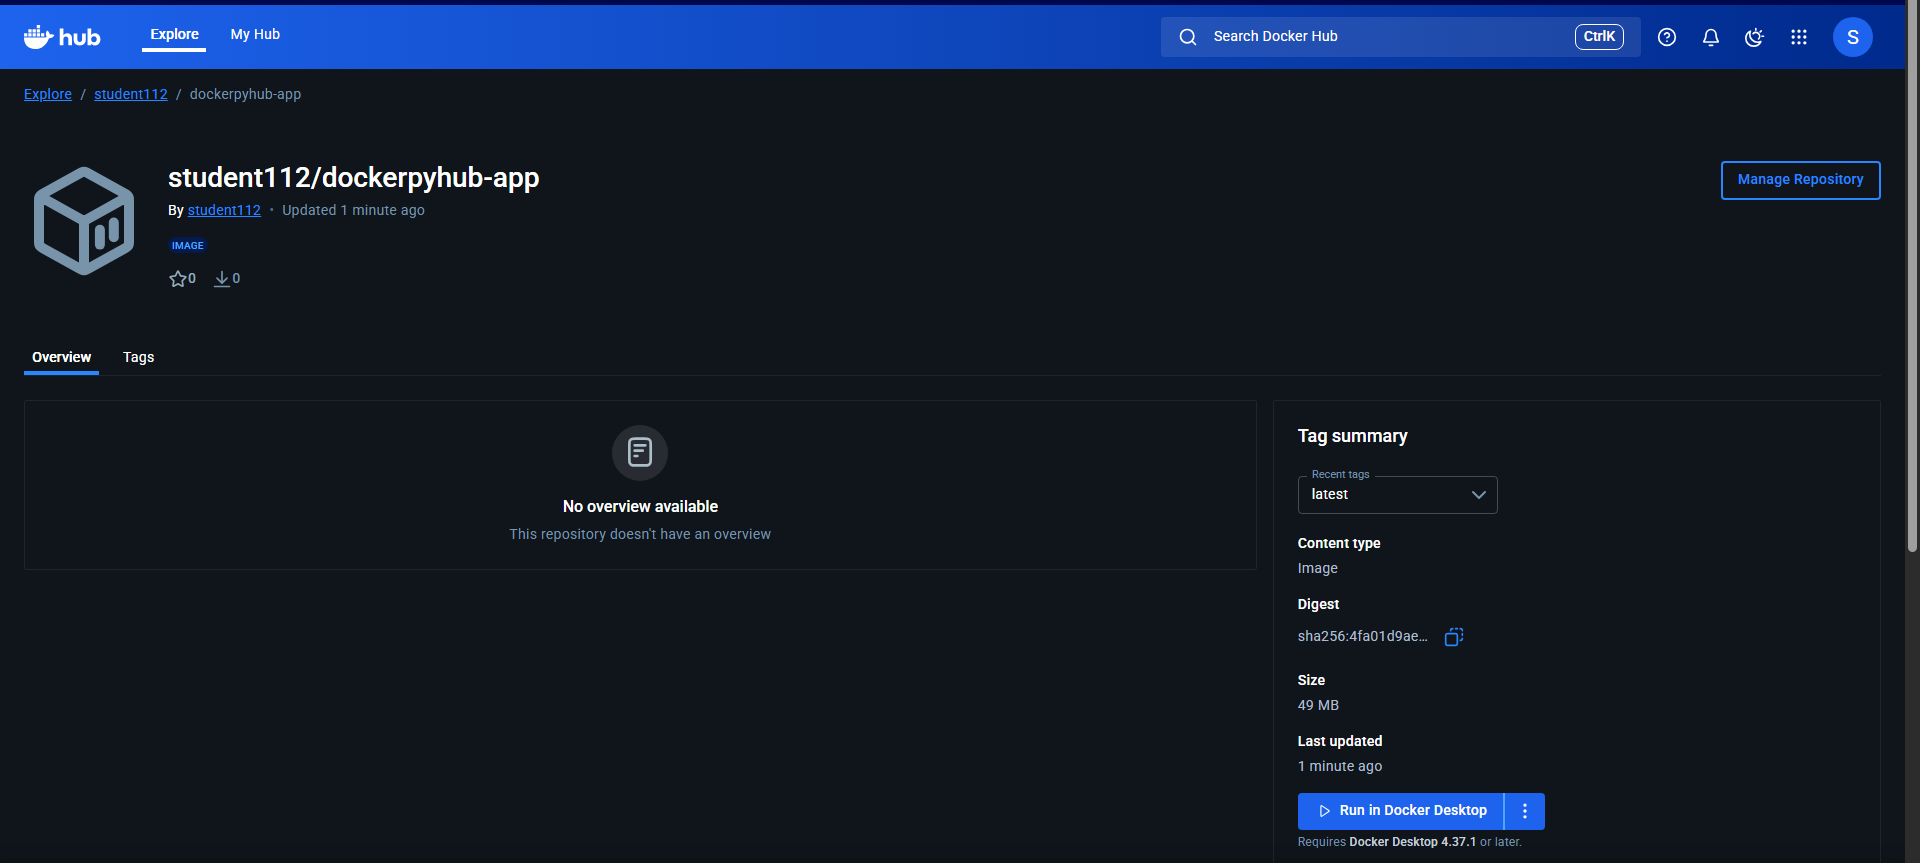 hub
Explore
My Hub
Search Docker Hub
CtrlK
S
Explore / student112 / dockerpyhub-app
student112/dockerpyhub-app
By student112 • Updated 1 minute ago
IMAGE
0
0
Manage Repository
Overview
Tags
No overview available
This repository doesn't have an overview
Tag summary
Recent tags
latest
Content type
Image
Digest
sha256:4fa01d9ae…
Size
49 MB
Last updated
1 minute ago
Run in Docker Desktop
Requires Docker Desktop 4.37.1 or later.